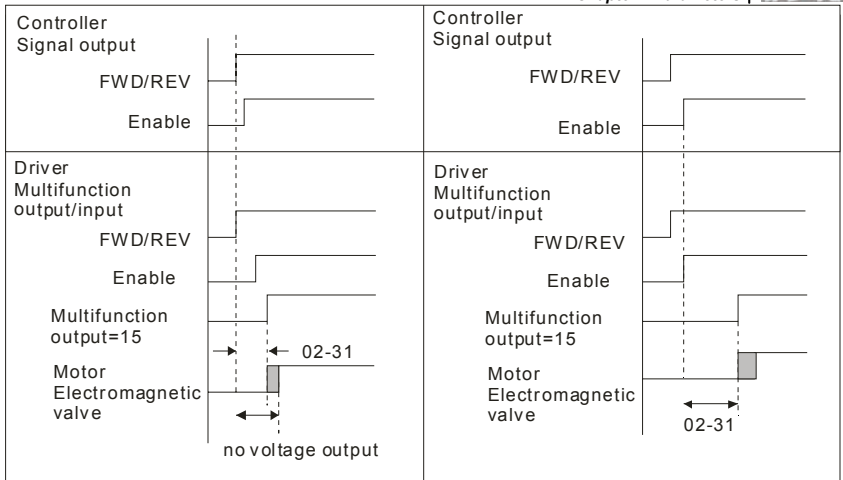 Controller
Signal output
FWD/REV
Enable
Driver
Multifunction
output/input
FWD/REV
Enable
Multifunction
output=15
02-31
Motor
Electromagnetic
valve
no voltage output
Controller
Signal output
FWD/REV
Enable
Driver
Multifunction
output/input
FWD/REV
Enable
Multifunction
output=15
Motor
Electromagnetic
valve
02-31